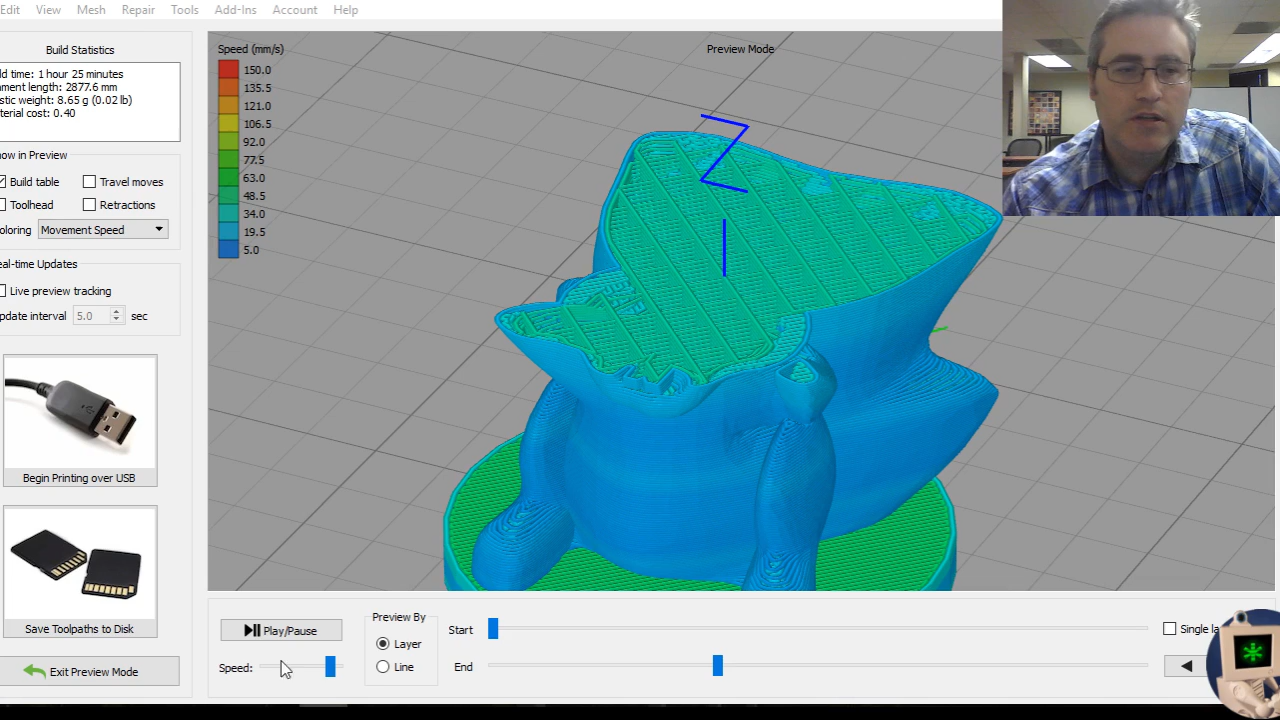 Edit View Mesh Repair Tools Add-Ins Account Help
Build Statistics
ld time: 1 hour 25 minutes
ment length: 2877.6 mm
stic weight: 8.65 g (0.02 lb)
terial cost: 0.40
how in Preview
Build table Travel moves
Toolhead Retractions
oloring Movement Speed
eal-time Updates
Live preview tracking
pdate interval 5.0 sec
Begin Printing over USB
Save Toolpaths to Disk
Exit Preview Mode
Speed (mm/s)
150.0
135.5
121.0
106.5
92.0
77.5
63.0
48.5
34.0
19.5
5.0
Preview Mode
Z
Play/Pause
Speed:
Preview By
Layer
Line
Start
End
Single la